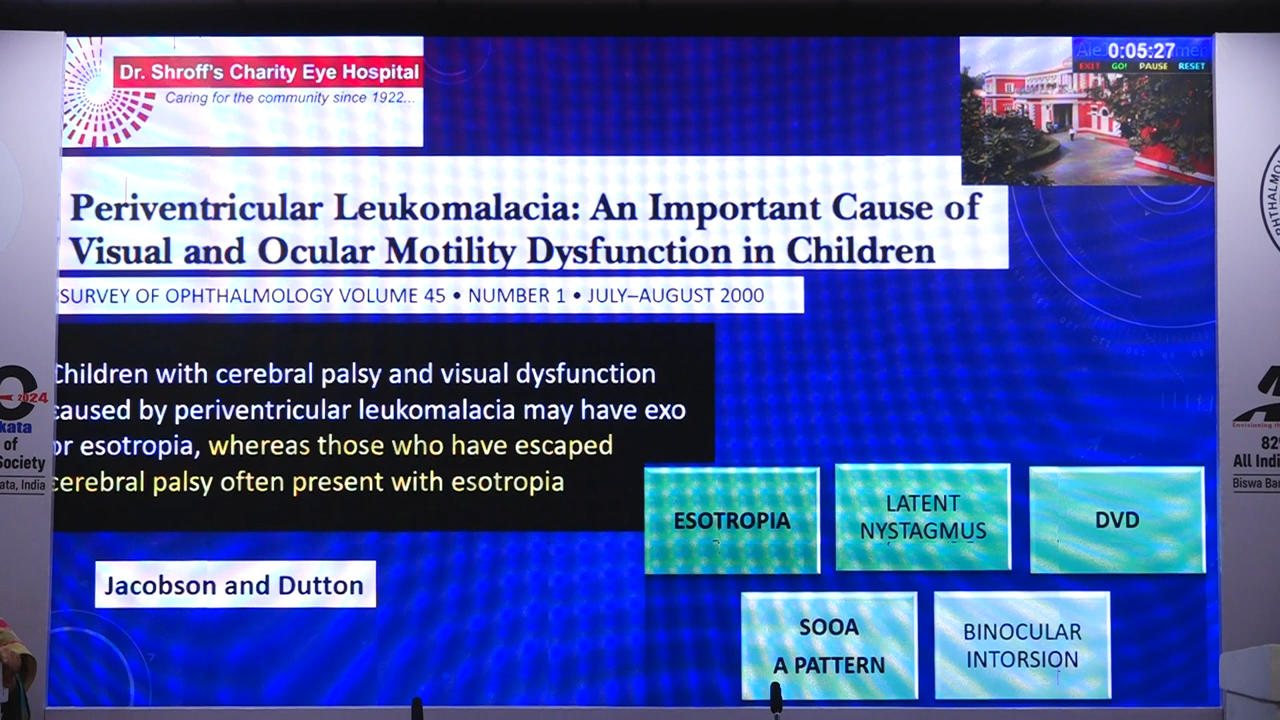 Dr. Shroff's Charity Eye Hospital
Caring for the community since 1922...
0:05:27
EXIT GO! PAUSE RESET
Periventricular Leukomalacia: An Important Cause of
Visual and Ocular Motility Dysfunction in Children
SURVEY OF OPHTHALMOLOGY VOLUME 45 • NUMBER 1 • JULY–AUGUST 2000
Children with cerebral palsy and visual dysfunction
caused by periventricular leukomalacia may have exo
or esotropia, whereas those who have escaped
cerebral palsy often present with esotropia
ESOTROPIA
LATENT
NYSTAGMUS
DVD
Jacobson and Dutton
SOOA
A PATTERN
BINOCULAR
INTORSION
2024
kata
of
Society
ata, India
82
All Indi
Biswa Ba